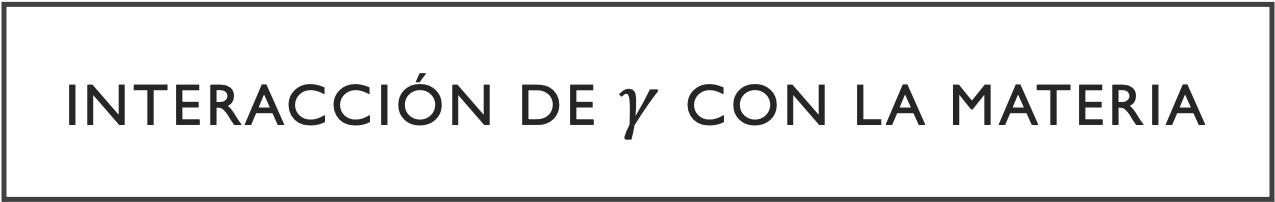 INTERACCIÓN DE γ CON LA MATERIA